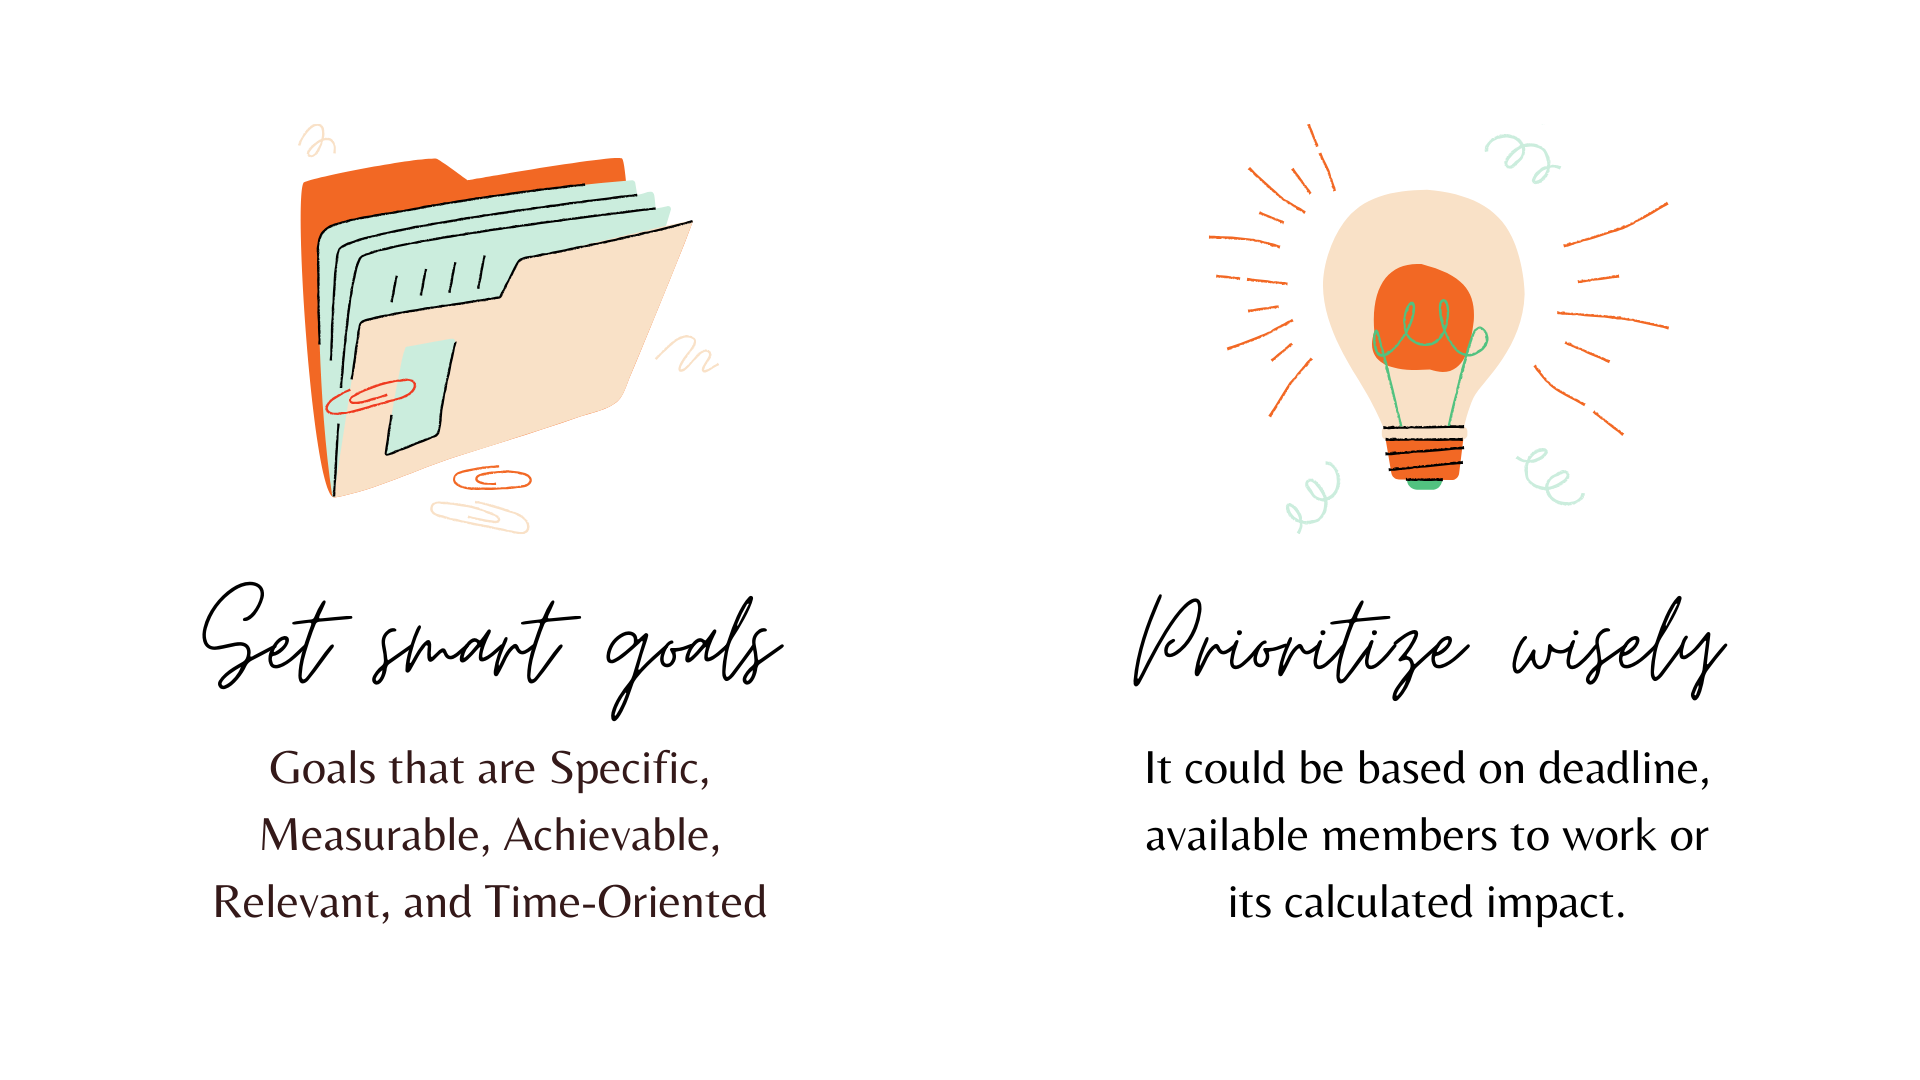 Set smart goals
Goals that are Specific,
Measurable, Achievable,
Relevant, and Time-Oriented
Prioritize wisely
It could be based on deadline,
available members to work or
its calculated impact.